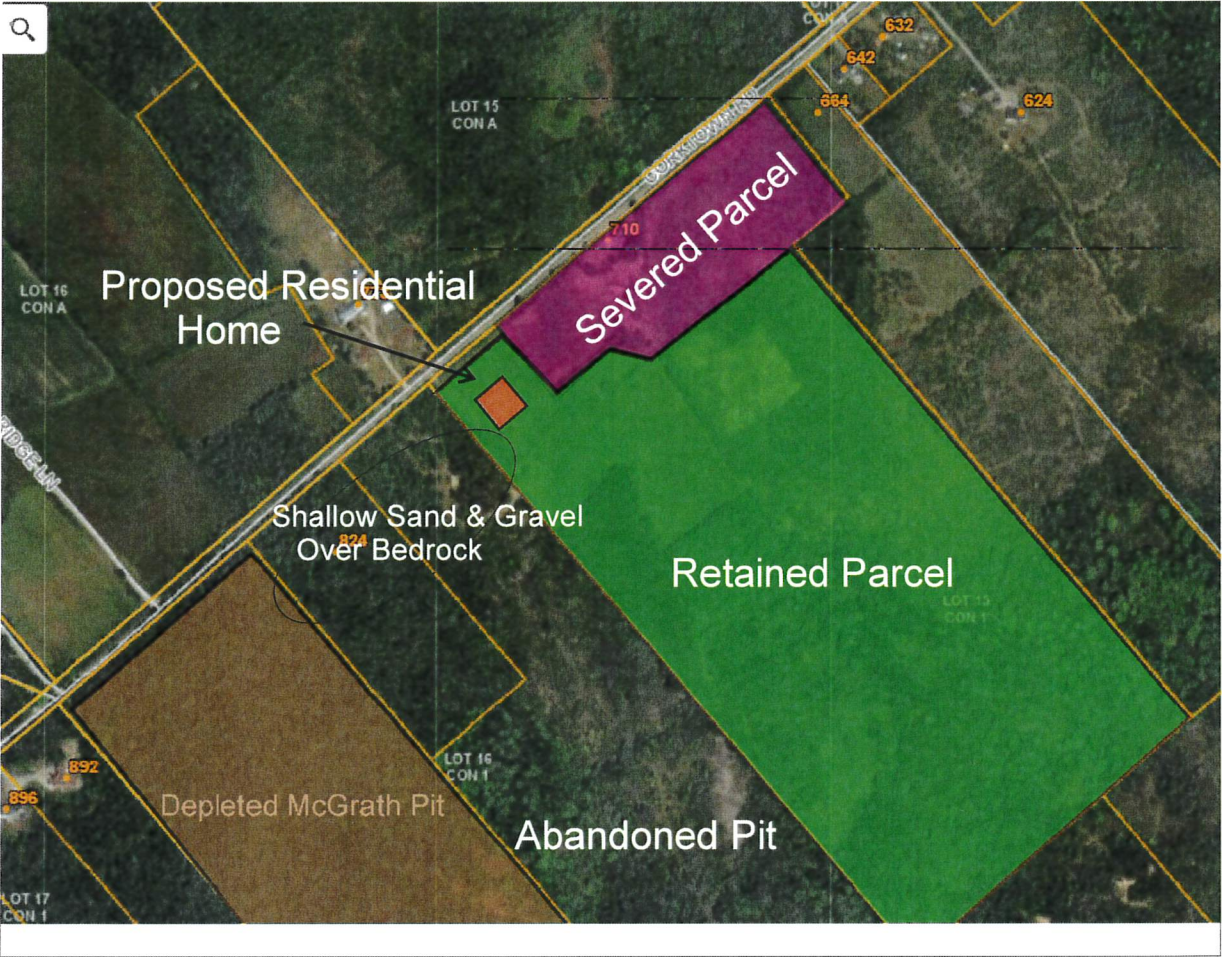 LOT 15
CON A
CORKTOWN RD
632
642
664
624
710
Severed Parcel
LOT 16
CON A
Proposed Residential
Home
Shallow Sand & Gravel
Over Bedrock
824
Retained Parcel
LOT 15
CON 1
LOT 16
CON 1
892
896
Depleted McGrath Pit
Abandoned Pit
LOT 17
CON 1